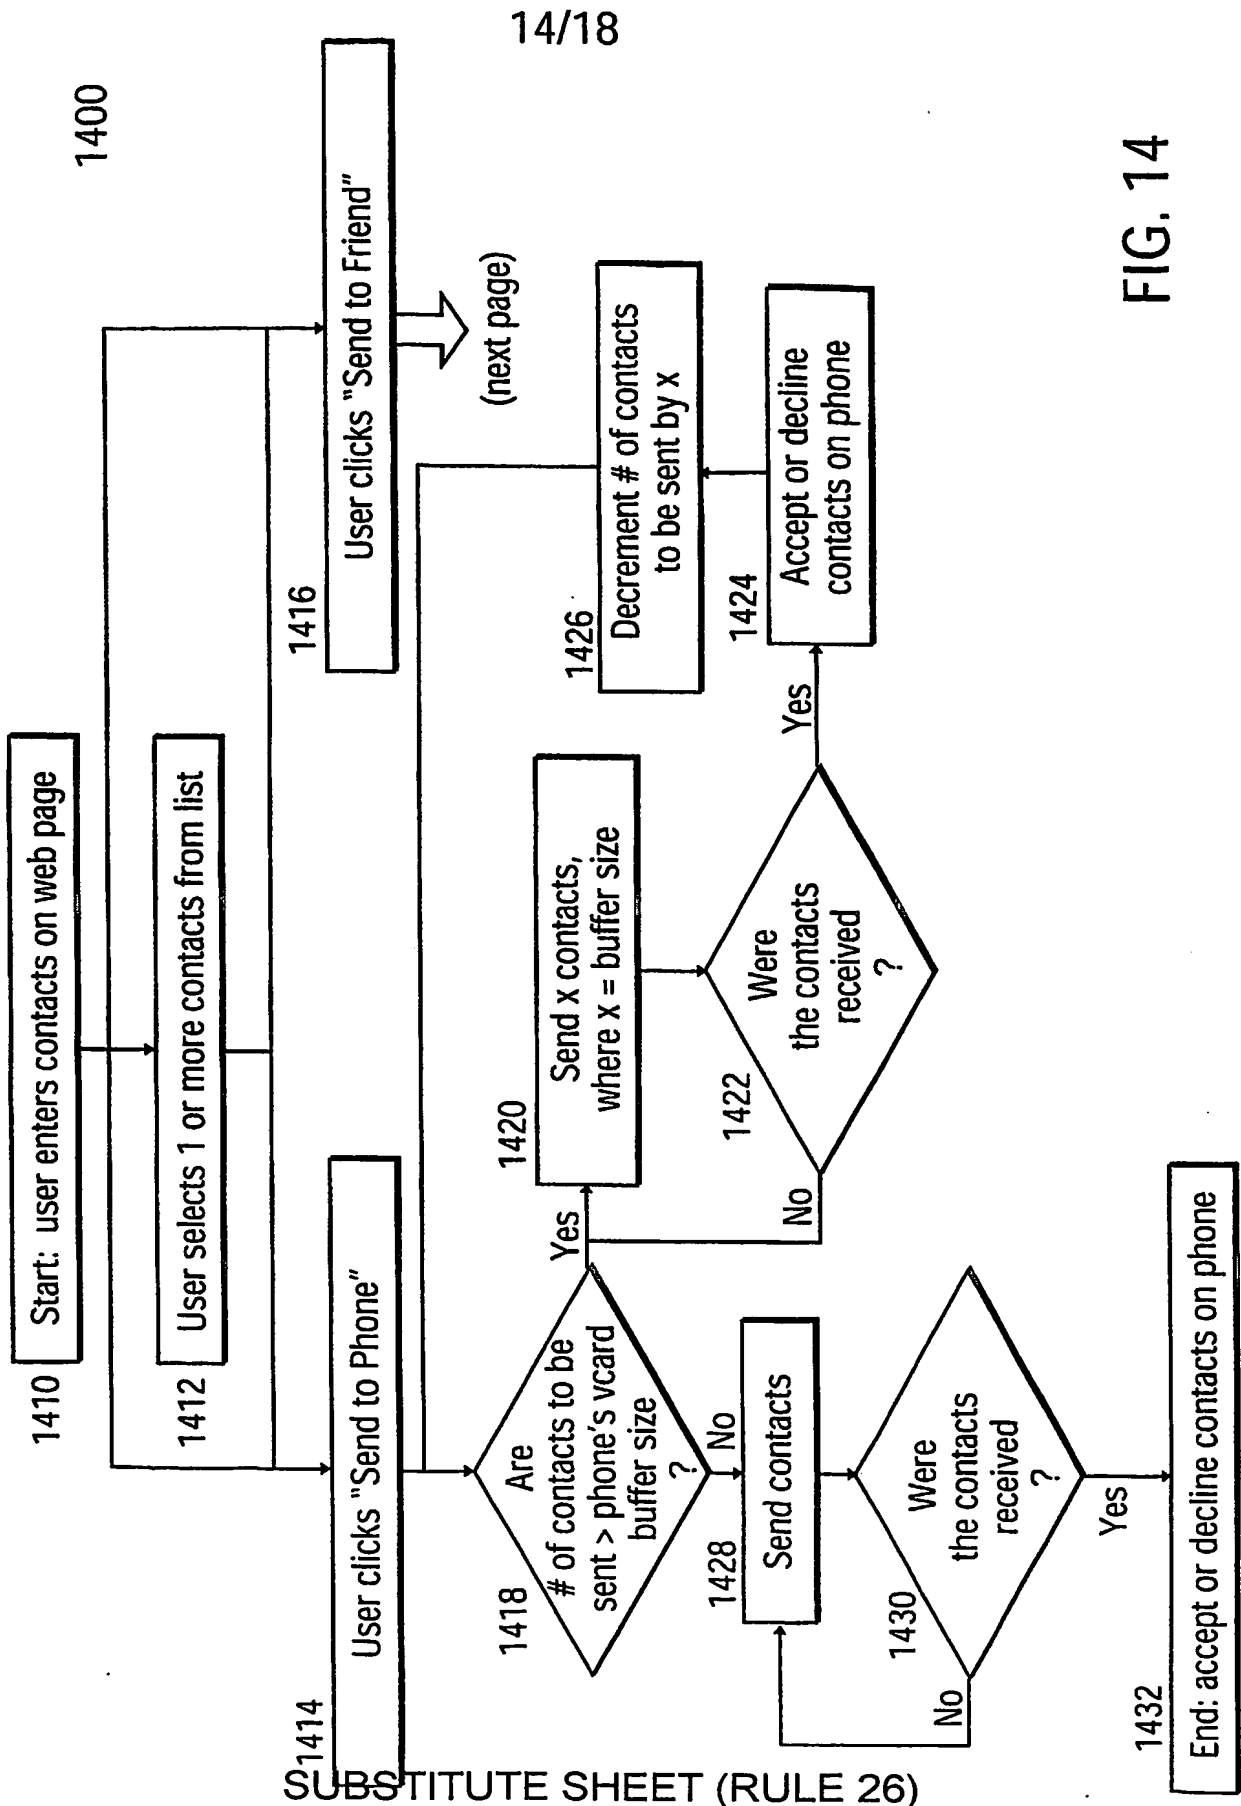 14/18
1400
1410
Start: user enters contacts on web page
1412
User selects 1 or more contacts from list
1414
User clicks "Send to Phone"
1416
User clicks "Send to Friend"
(next page)
1418
Are
# of contacts to be
sent > phone's vcard
buffer size
?
Yes
No
1420
Send x contacts,
where x = buffer size
1422
Were
the contacts
received
?
No
Yes
1424
Accept or decline
contacts on phone
1426
Decrement # of contacts
to be sent by x
1428
Send contacts
1430
Were
the contacts
received
?
No
Yes
1432
End: accept or decline contacts on phone
FIG. 14
SUBSTITUTE SHEET (RULE 26)